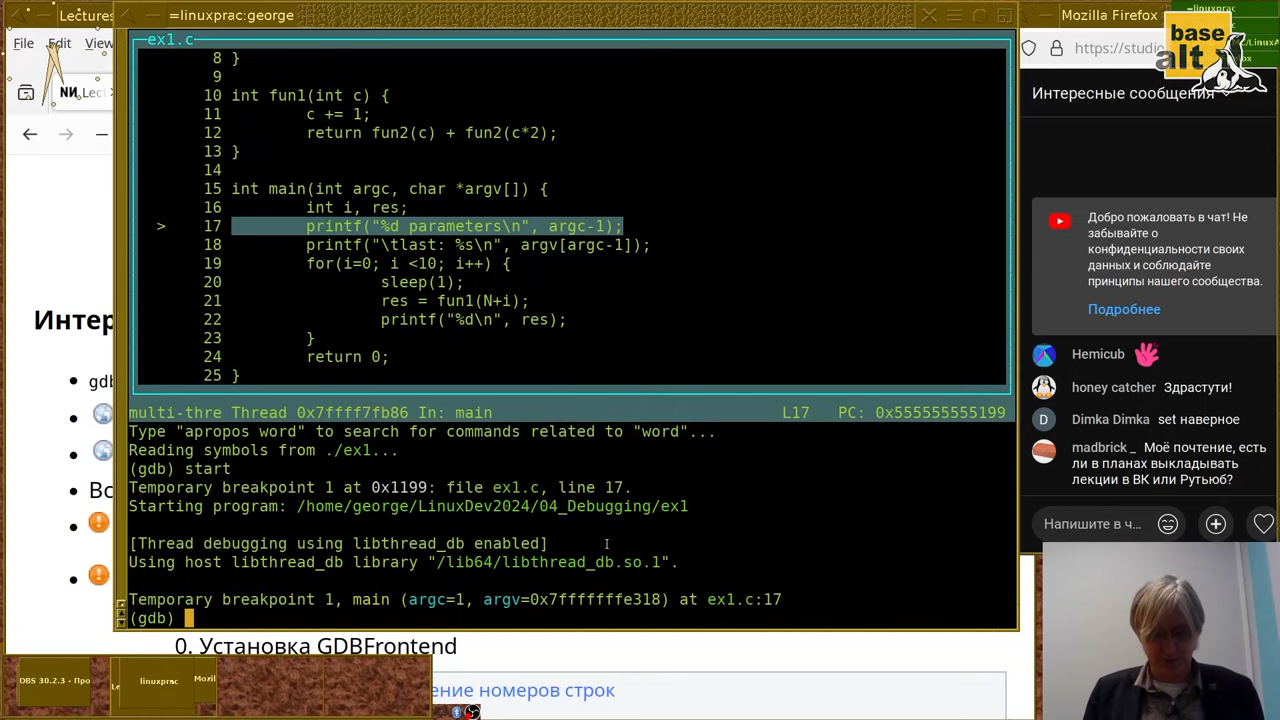 Lectures
=linuxprac:george
Mozilla Firefox
linuxprac
base
alt
File Edit View
https://studio
Lec
Интересные сообщения
ex1.c
8 }
9
10 int fun1(int c) {
11 c += 1;
12 return fun2(c) + fun2(c*2);
13 }
14
15 int main(int argc, char *argv[]) {
16 int i, res;
> 17 printf("%d parameters\n", argc-1);
18 printf("\tlast: %s\n", argv[argc-1]);
19 for(i=0; i <10; i++) {
20 sleep(1);
21 res = fun1(N+i);
22 printf("%d\n", res);
23 }
24 return 0;
25 }
multi-thre Thread 0x7ffff7fb86 In: main L17 PC: 0x555555555199
Type "apropos word" to search for commands related to "word"...
Reading symbols from ./ex1...
(gdb) start
Temporary breakpoint 1 at 0x1199: file ex1.c, line 17.
Starting program: /home/george/LinuxDev2024/04_Debugging/ex1
[Thread debugging using libthread_db enabled]
Using host libthread_db library "/lib64/libthread_db.so.1".
Temporary breakpoint 1, main (argc=1, argv=0x7fffffffe318) at ex1.c:17
(gdb)
Интер
gdb
Вс
0. Установка GDBFrontend
ение номеров строк
Добро пожаловать в чат! Не
забывайте о
конфиденциальности своих
данных и соблюдайте
принципы нашего сообщества.
Подробнее
Hemicub
honey catcher Здрастути!
Dimka Dimka set наверное
madbrick _ Моё почтение, есть
ли в планах выкладывать
лекции в ВК или Рутьюб?
Напишите в ч...
OBS 30.2.3 - Про
Le
linuxprac
Mozil